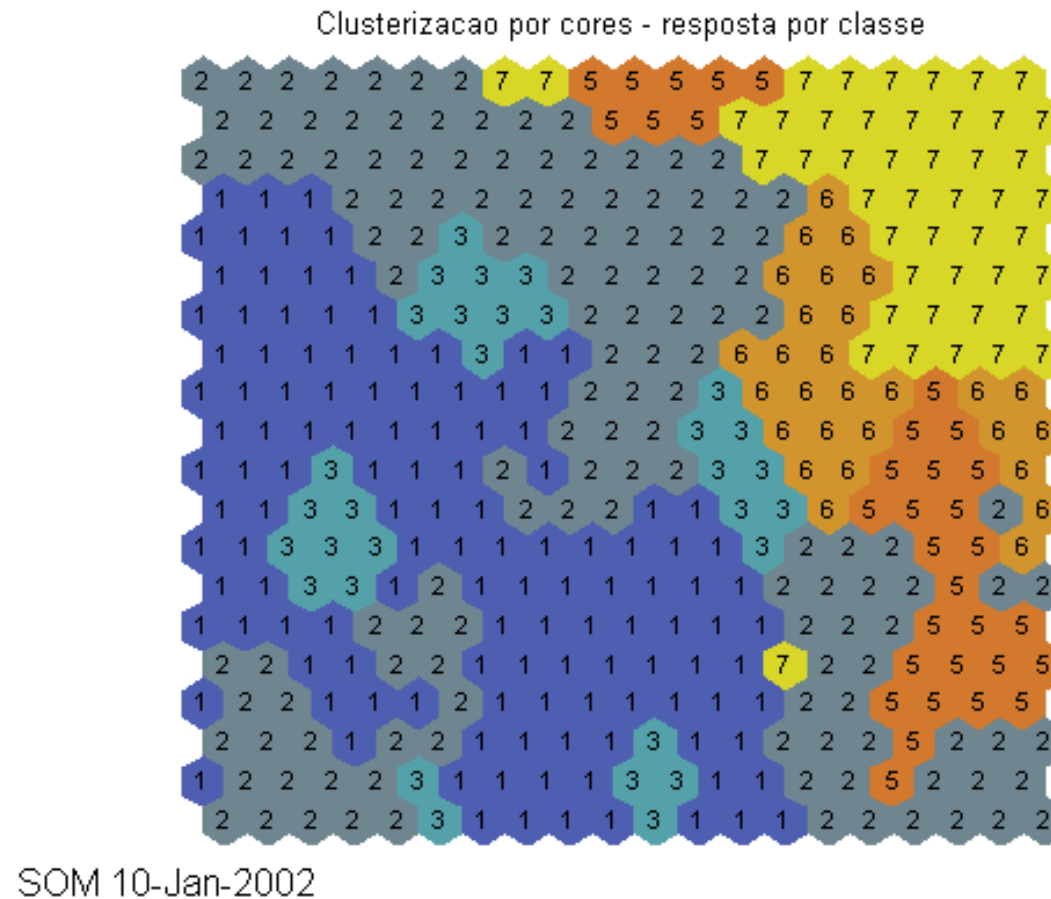 Clusterizacao por cores - resposta por classe
2 2 2 2 2 2 2 7 7 5 5 5 5 5 7 7 7 7 7 7
2 2 2 2 2 2 2 2 2 5 5 5 7 7 7 7 7 7 7 7
2 2 2 2 2 2 2 2 2 2 2 2 2 7 7 7 7 7 7 7
1 1 1 2 2 2 2 2 2 2 2 2 2 2 6 7 7 7 7 7
1 1 1 1 2 2 3 2 2 2 2 2 2 2 6 6 7 7 7 7
1 1 1 1 2 3 3 3 2 2 2 2 2 6 6 6 7 7 7 7
1 1 1 1 1 3 3 3 3 2 2 2 2 2 6 6 7 7 7 7
1 1 1 1 1 1 3 1 1 2 2 2 6 6 6 7 7 7 7 7
1 1 1 1 1 1 1 1 1 2 2 2 3 6 6 6 6 5 6 6
1 1 1 1 1 1 1 1 2 2 2 3 3 6 6 6 5 5 6 6
1 1 1 3 1 1 1 2 1 2 2 2 3 3 6 6 5 5 5 6
1 1 3 3 1 1 1 2 2 2 1 1 3 3 6 5 5 5 2 6
1 1 3 3 3 1 1 1 1 1 1 1 1 3 2 2 2 5 5 6
1 1 3 3 1 2 1 1 1 1 1 1 1 2 2 2 2 5 2 2
1 1 1 1 2 2 2 1 1 1 1 1 1 1 2 2 2 5 5 5
2 2 1 1 2 2 1 1 1 1 1 1 1 7 2 2 5 5 5 5
1 2 2 1 1 1 2 1 1 1 1 1 1 1 2 2 5 5 5 5
2 2 2 1 2 2 1 1 1 1 3 1 1 2 2 2 5 2 2 2
1 2 2 2 2 3 1 1 1 1 3 3 1 1 2 2 5 2 2 2
2 2 2 2 2 3 1 1 1 1 3 1 1 1 2 2 2 2 2 2
SOM 10-Jan-2002